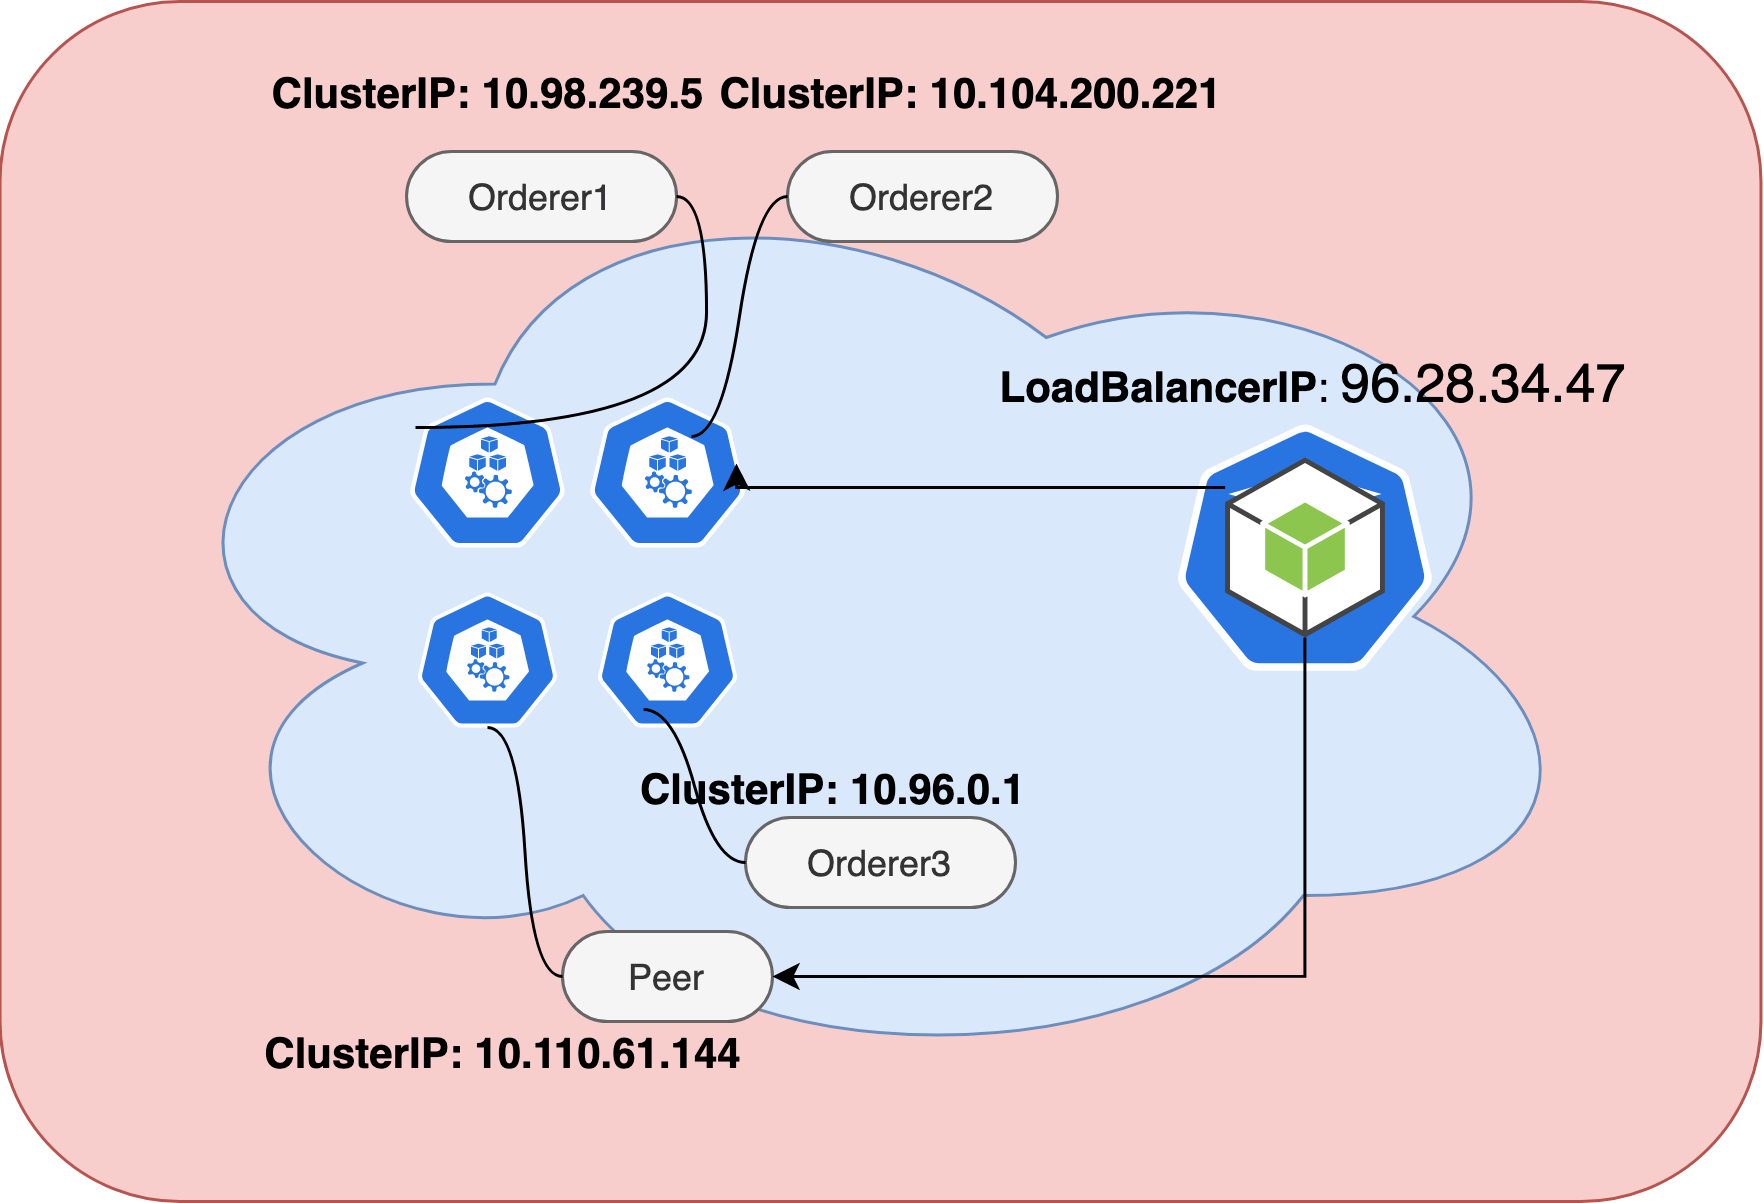 ClusterIP: 10.98.239.5 ClusterIP: 10.104.200.221
Orderer1
Orderer2
LoadBalancerIP: 96.28.34.47
ClusterIP: 10.96.0.1
Orderer3
Peer
ClusterIP: 10.110.61.144